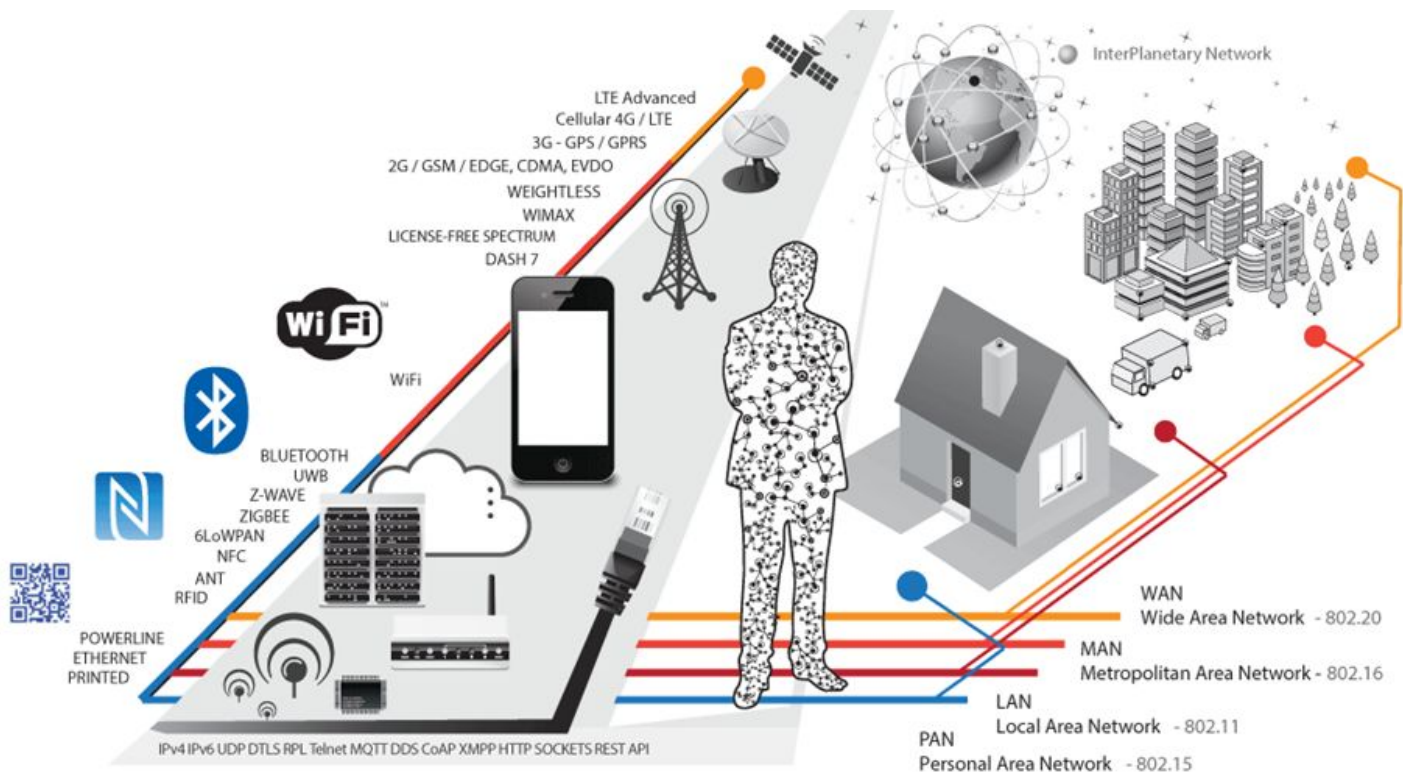 InterPlanetary Network
LTE Advanced
Cellular 4G / LTE
3G - GPS / GPRS
2G / GSM / EDGE, CDMA, EVDO
WEIGHTLESS
WIMAX
LICENSE-FREE SPECTRUM
DASH 7
Wi Fi ™
WiFi
BLUETOOTH
UWB
Z-WAVE
ZIGBEE
6LoWPAN
NFC
ANT
RFID
POWERLINE
ETHERNET
PRINTED
WAN
Wide Area Network - 802.20
MAN
Metropolitan Area Network - 802.16
LAN
Local Area Network - 802.11
PAN
Personal Area Network - 802.15
IPv4 IPv6 UDP DTLS RPL Telnet MQTT DDS CoAP XMPP HTTP SOCKETS REST API